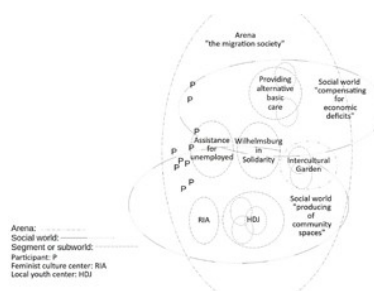 Arena
"the migration society"
Providing
alternative
basic
care
Social world
"compensating
for
economic
deficits"
P
P
P
Assistance
for
unemployed
Wilhelmsburg
in
Solidarity
P
P
P
P
P
Intercultural
Garden
P
P
Social world
"producing
of
community
spaces"
RIA
HDJ
Arena:
Social world:
Segment or subworld:
Participant: P
Feminist culture center: RIA
Local youth center: HDJ